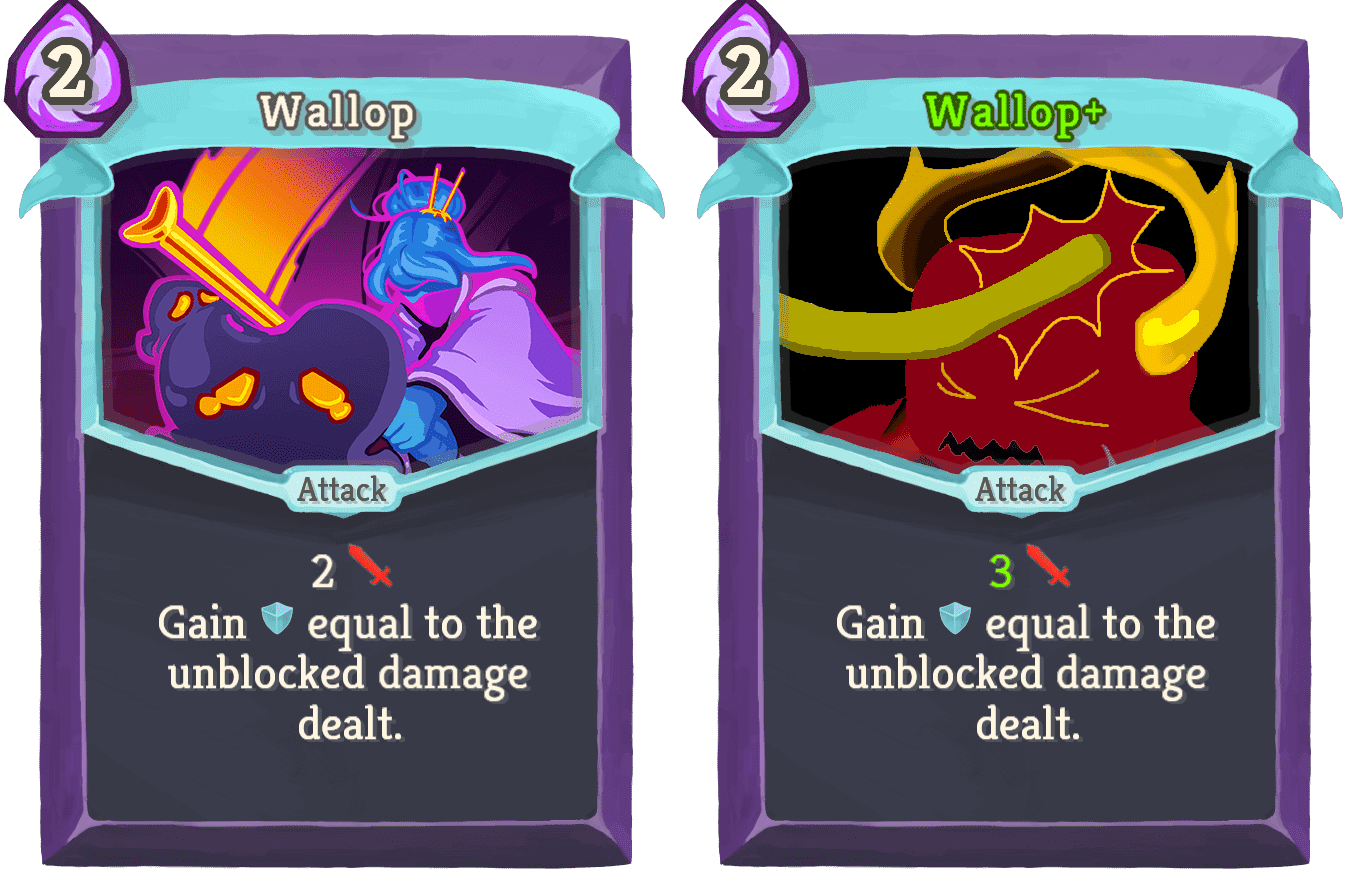 2
Wallop
Attack
2
Gain equal to the
unblocked damage
dealt.
2
Wallop+
Attack
3
Gain equal to the
unblocked damage
dealt.